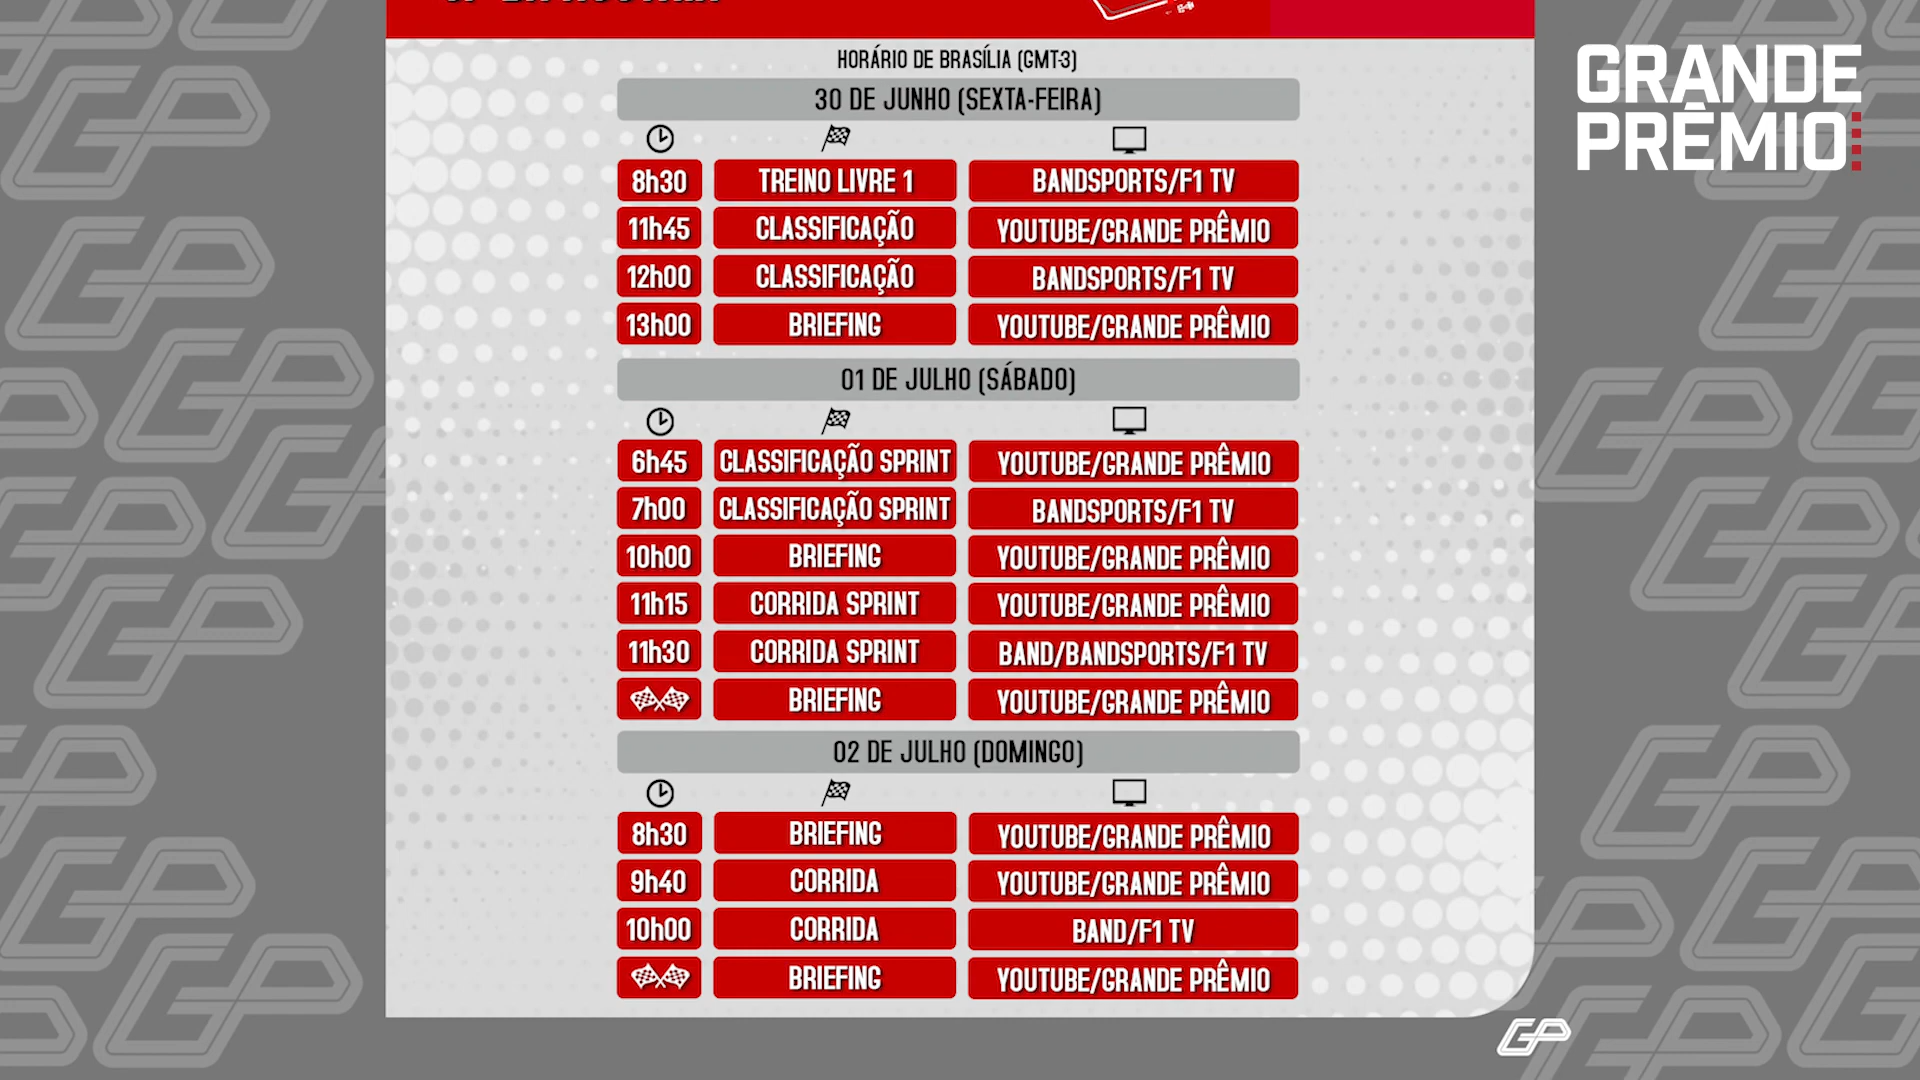 HORÁRIO DE BRASÍLIA (GMT-3)
30 DE JUNHO (SEXTA-FEIRA)
8h30 TREINO LIVRE 1 BANDSPORTS/F1 TV
11h45 CLASSIFICAÇÃO YOUTUBE/GRANDE PRÊMIO
12h00 CLASSIFICAÇÃO BANDSPORTS/F1 TV
13h00 BRIEFING YOUTUBE/GRANDE PRÊMIO
01 DE JULHO (SÁBADO)
6h45 CLASSIFICAÇÃO SPRINT YOUTUBE/GRANDE PRÊMIO
7h00 CLASSIFICAÇÃO SPRINT BANDSPORTS/F1 TV
10h00 BRIEFING YOUTUBE/GRANDE PRÊMIO
11h15 CORRIDA SPRINT YOUTUBE/GRANDE PRÊMIO
11h30 CORRIDA SPRINT BAND/BANDSPORTS/F1 TV
BRIEFING YOUTUBE/GRANDE PRÊMIO
02 DE JULHO (DOMINGO)
8h30 BRIEFING YOUTUBE/GRANDE PRÊMIO
9h40 CORRIDA YOUTUBE/GRANDE PRÊMIO
10h00 CORRIDA BAND/F1 TV
BRIEFING YOUTUBE/GRANDE PRÊMIO
GRANDE
PRÊMIO
GP